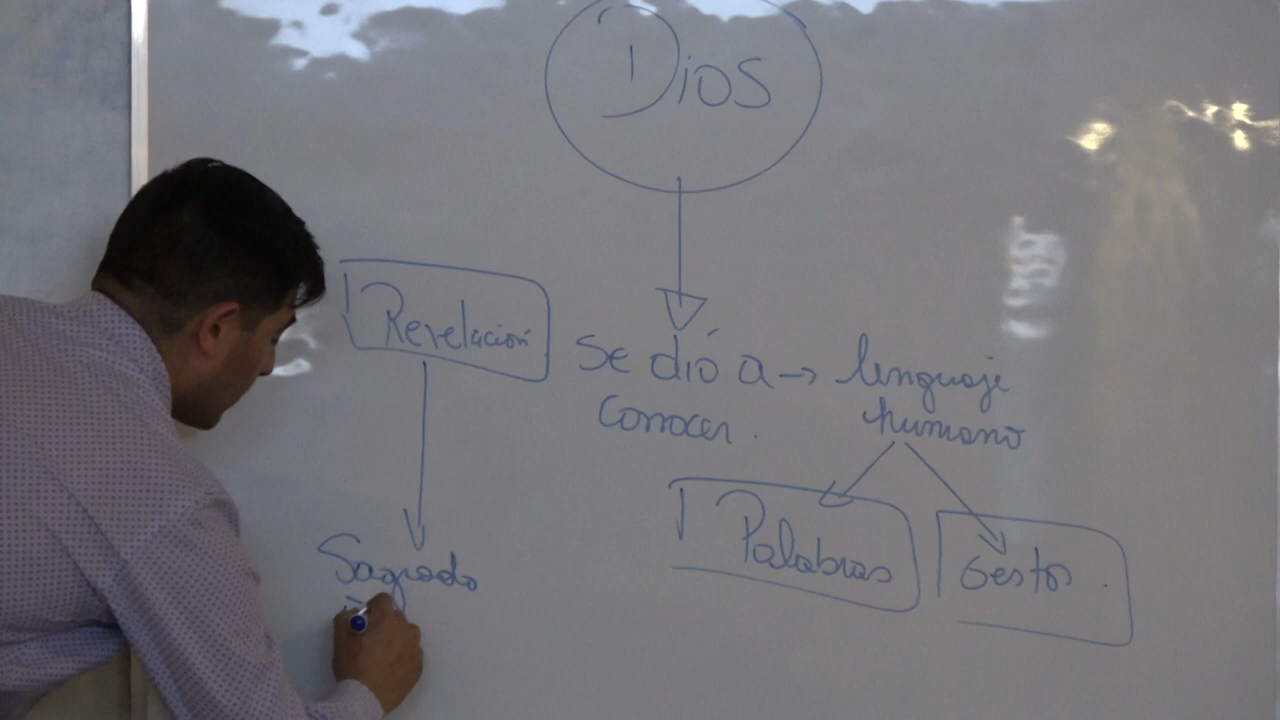 Dios
Revelación
Se dió a → lenguaje
conocer. humano
Palabras
Gestos.
Sagrado